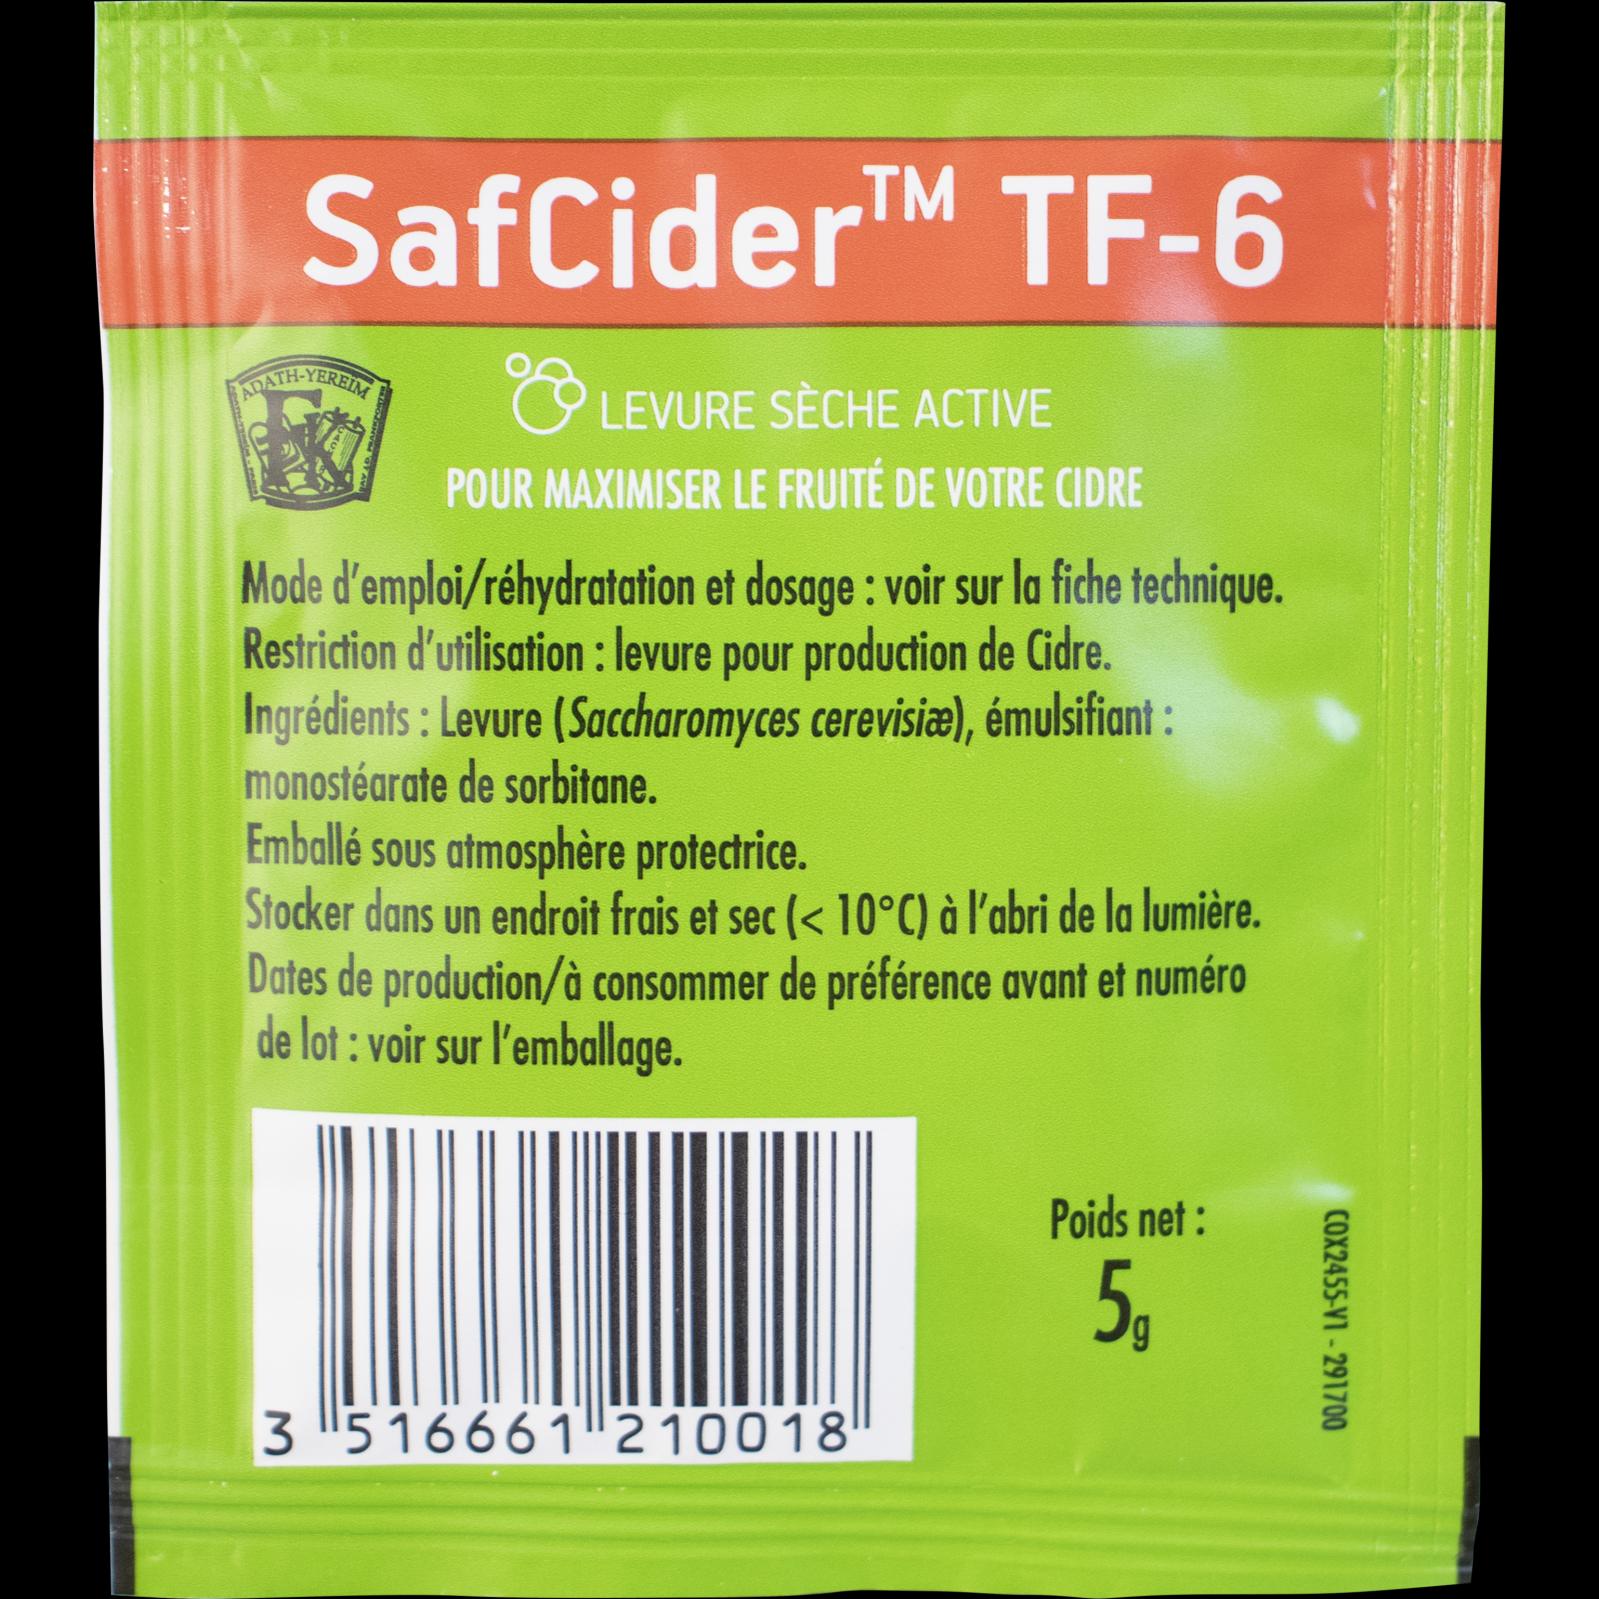 SafCider™ TF-6
ADATH-YEREIM
FK
LEVURE SÈCHE ACTIVE
POUR MAXIMISER LE FRUITÉ DE VOTRE CIDRE
Mode d'emploi/réhydratation et dosage : voir sur la fiche technique.
Restriction d'utilisation : levure pour production de Cidre.
Ingrédients : Levure (Saccharomyces cerevisiæ), émulsifiant :
monostéarate de sorbitane.
Emballé sous atmosphère protectrice.
Stocker dans un endroit frais et sec (< 10°C) à l'abri de la lumière.
Dates de production/à consommer de préférence avant et numéro
de lot : voir sur l'emballage.
3 516661 210018
Poids net :
5g
COX2455-V1 - 291700